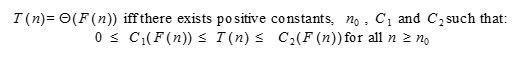 T(n)= Θ(F(n)) iff there exists positive constants, n₀ , C₁ and C₂ such that:
0 ≤ C₁(F(n)) ≤ T(n) ≤ C₂(F(n)) for all n ≥ n₀